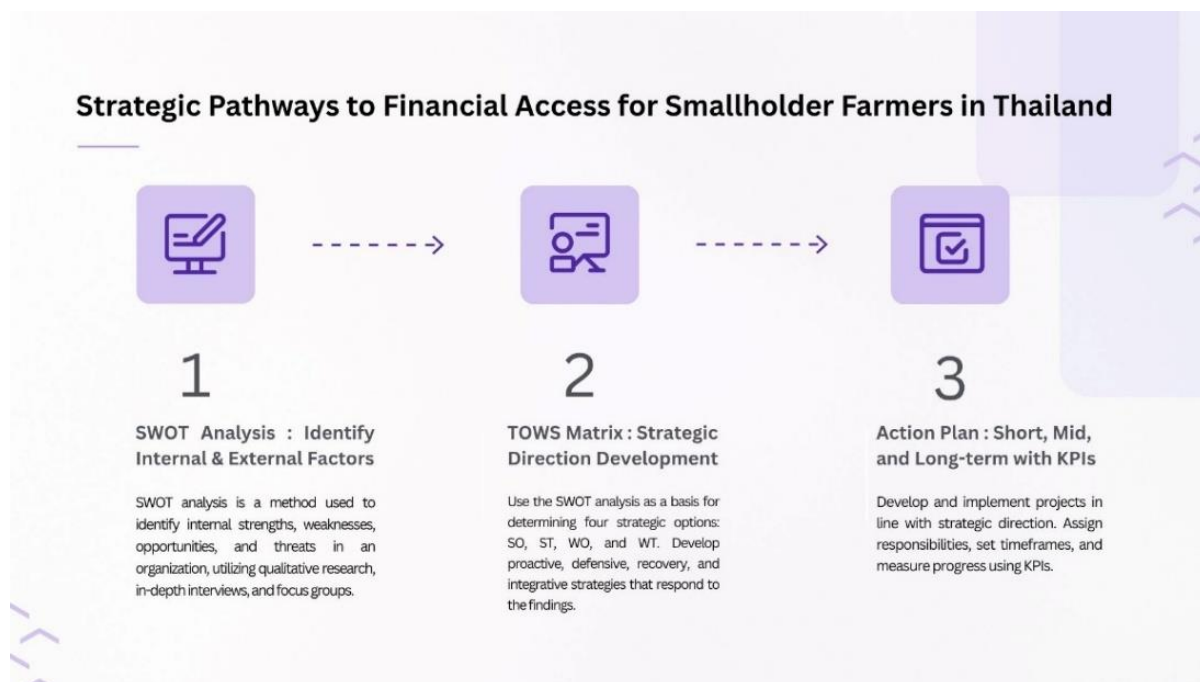 Strategic Pathways to Financial Access for Smallholder Farmers in Thailand
1
SWOT Analysis : Identify
Internal & External Factors
SWOT analysis is a method used to
identify internal strengths, weaknesses,
opportunities, and threats in an
organization, utilizing qualitative research,
in-depth interviews, and focus groups.
2
TOWS Matrix : Strategic
Direction Development
Use the SWOT analysis as a basis for
determining four strategic options:
SO, ST, WO, and WT. Develop
proactive, defensive, recovery, and
integrative strategies that respond to
the findings.
3
Action Plan : Short, Mid,
and Long-term with KPIs
Develop and implement projects in
line with strategic direction. Assign
responsibilities, set timeframes, and
measure progress using KPIs.